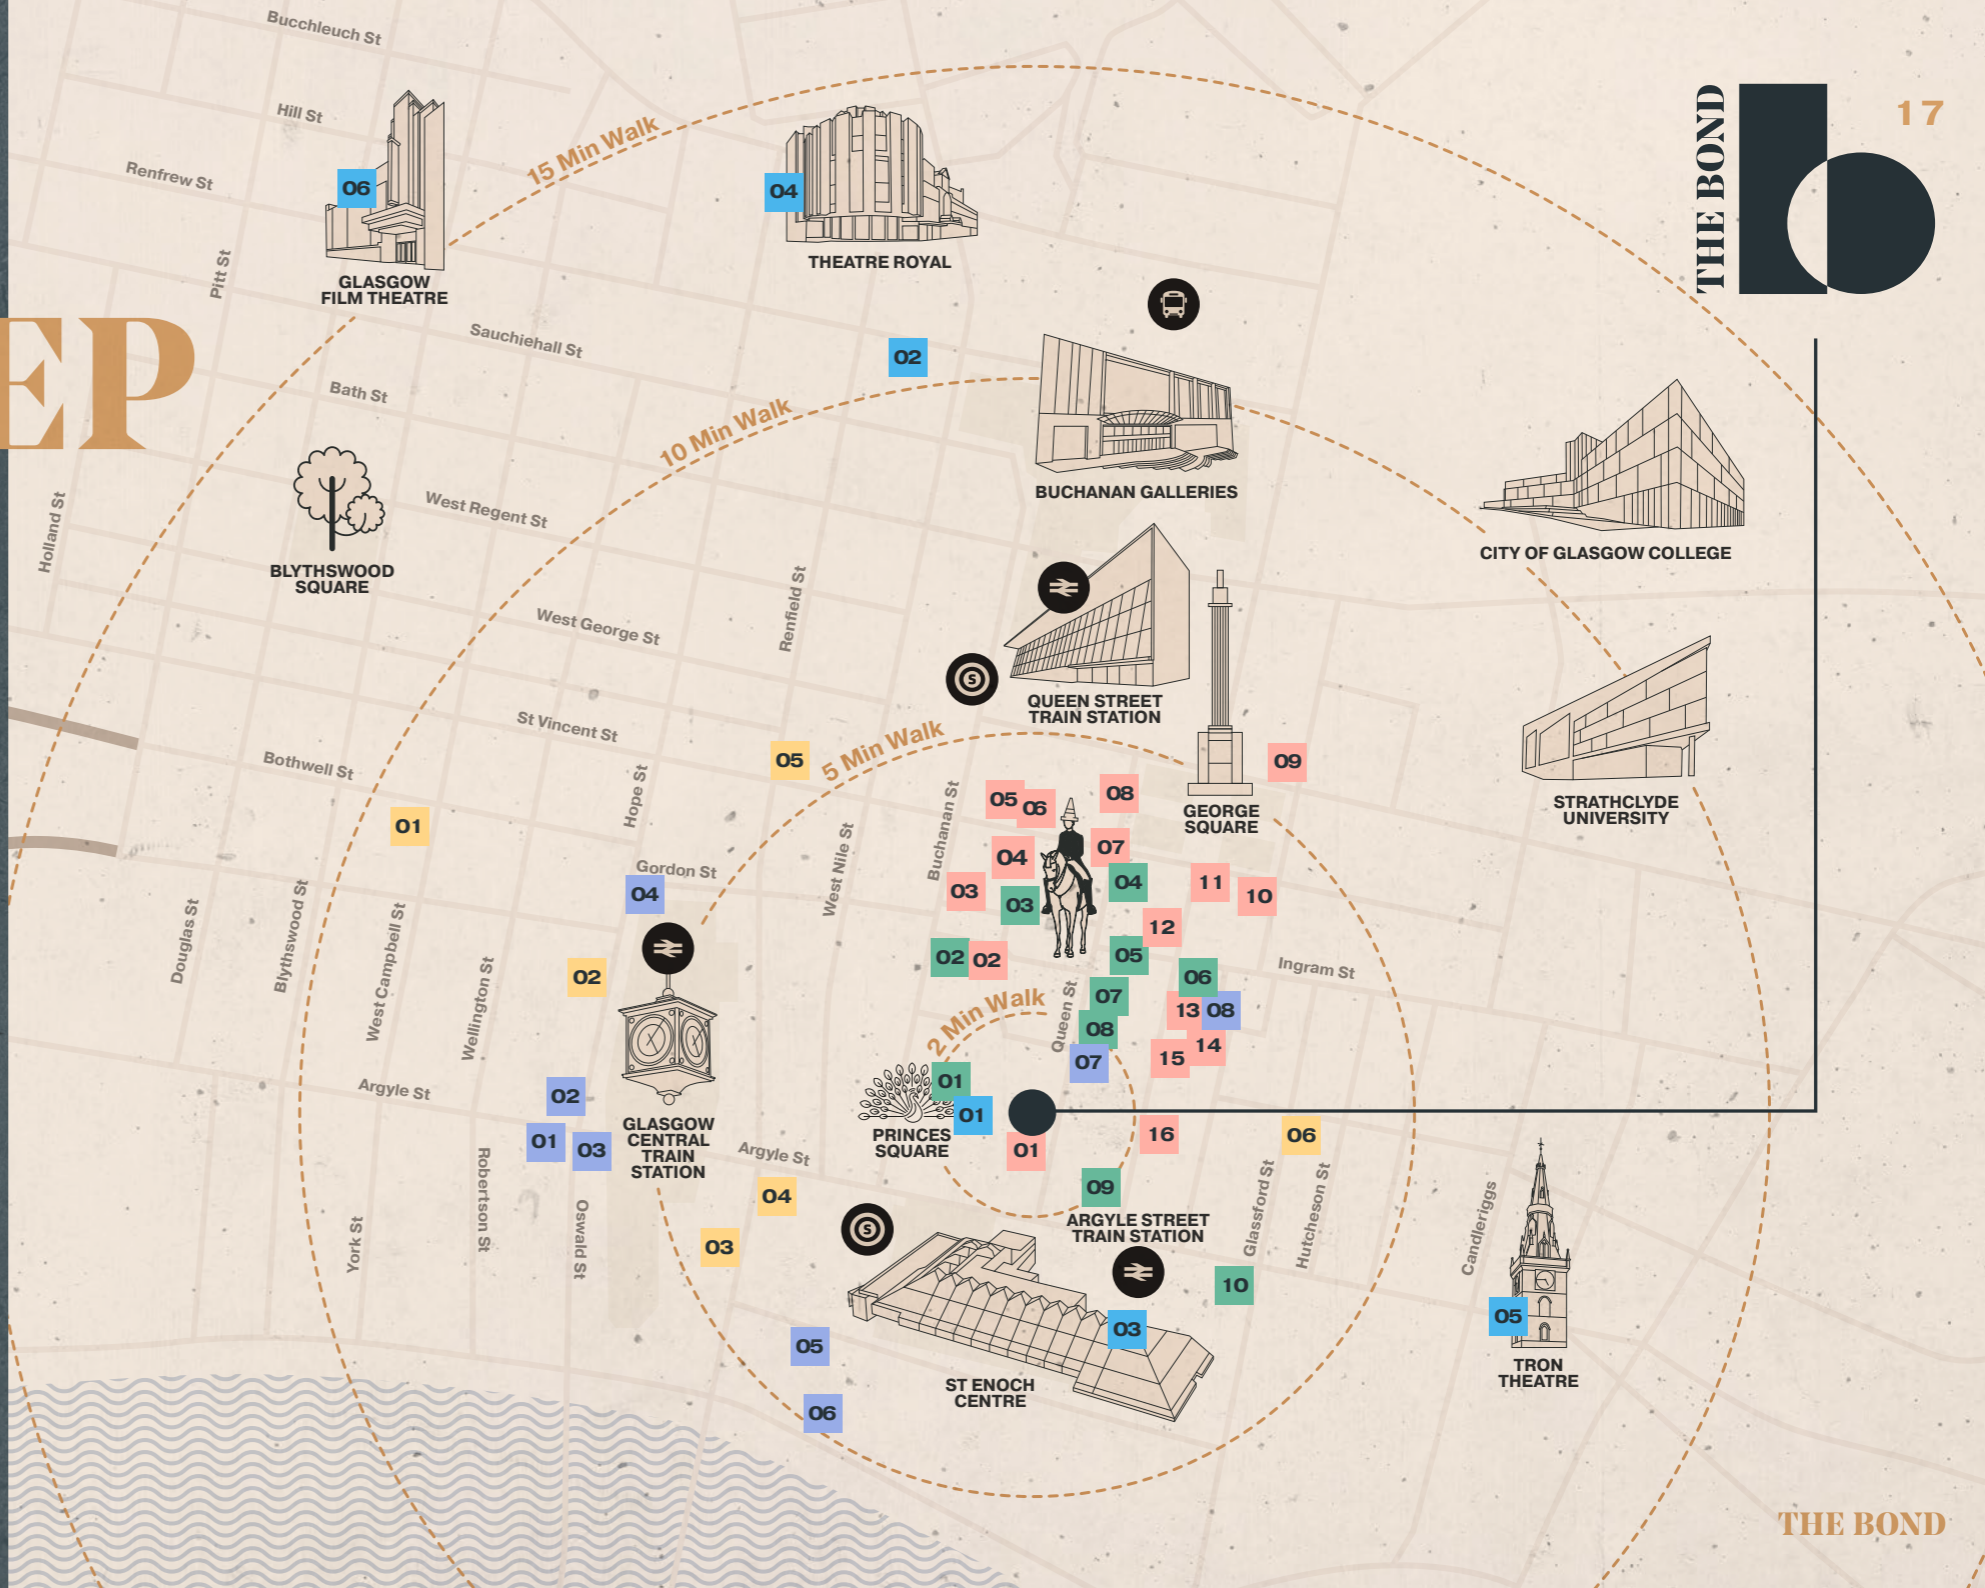 Bucchleuch St
Hill St
Renfrew St
15 Min Walk
06
04
THE BOND
17
Pitt St
GLASGOW
FILM THEATRE
THEATRE ROYAL
EP
Sauchiehall St
02
Bath St
10 Min Walk
Holland St
West Regent St
BUCHANAN GALLERIES
CITY OF GLASGOW COLLEGE
BLYTHSWOOD
SQUARE
West George St
Renfield St
S
QUEEN STREET
TRAIN STATION
St Vincent St
Bothwell St
05
5 Min Walk
09
Hope St
Buchanan St
05
06
08
GEORGE
SQUARE
STRATHCLYDE
UNIVERSITY
01
West Nile St
04
07
Gordon St
04
03
03
04
11
10
Douglas St
Blythswood St
West Campbell St
Wellington St
02
02
02
12
05
Ingram St
06
07
13
08
2 Min Walk
Queen St
08
07
14
15
Argyle St
02
01
03
GLASGOW
CENTRAL
TRAIN
STATION
Argyle St
01
01
PRINCES
SQUARE
01
16
06
Robertson St
York St
Oswald St
04
03
09
ARGYLE STREET
TRAIN STATION
Glassford St
Hutcheson St
Candleriggs
S
10
03
05
05
06
ST ENOCH
CENTRE
TRON
THEATRE
THE BOND